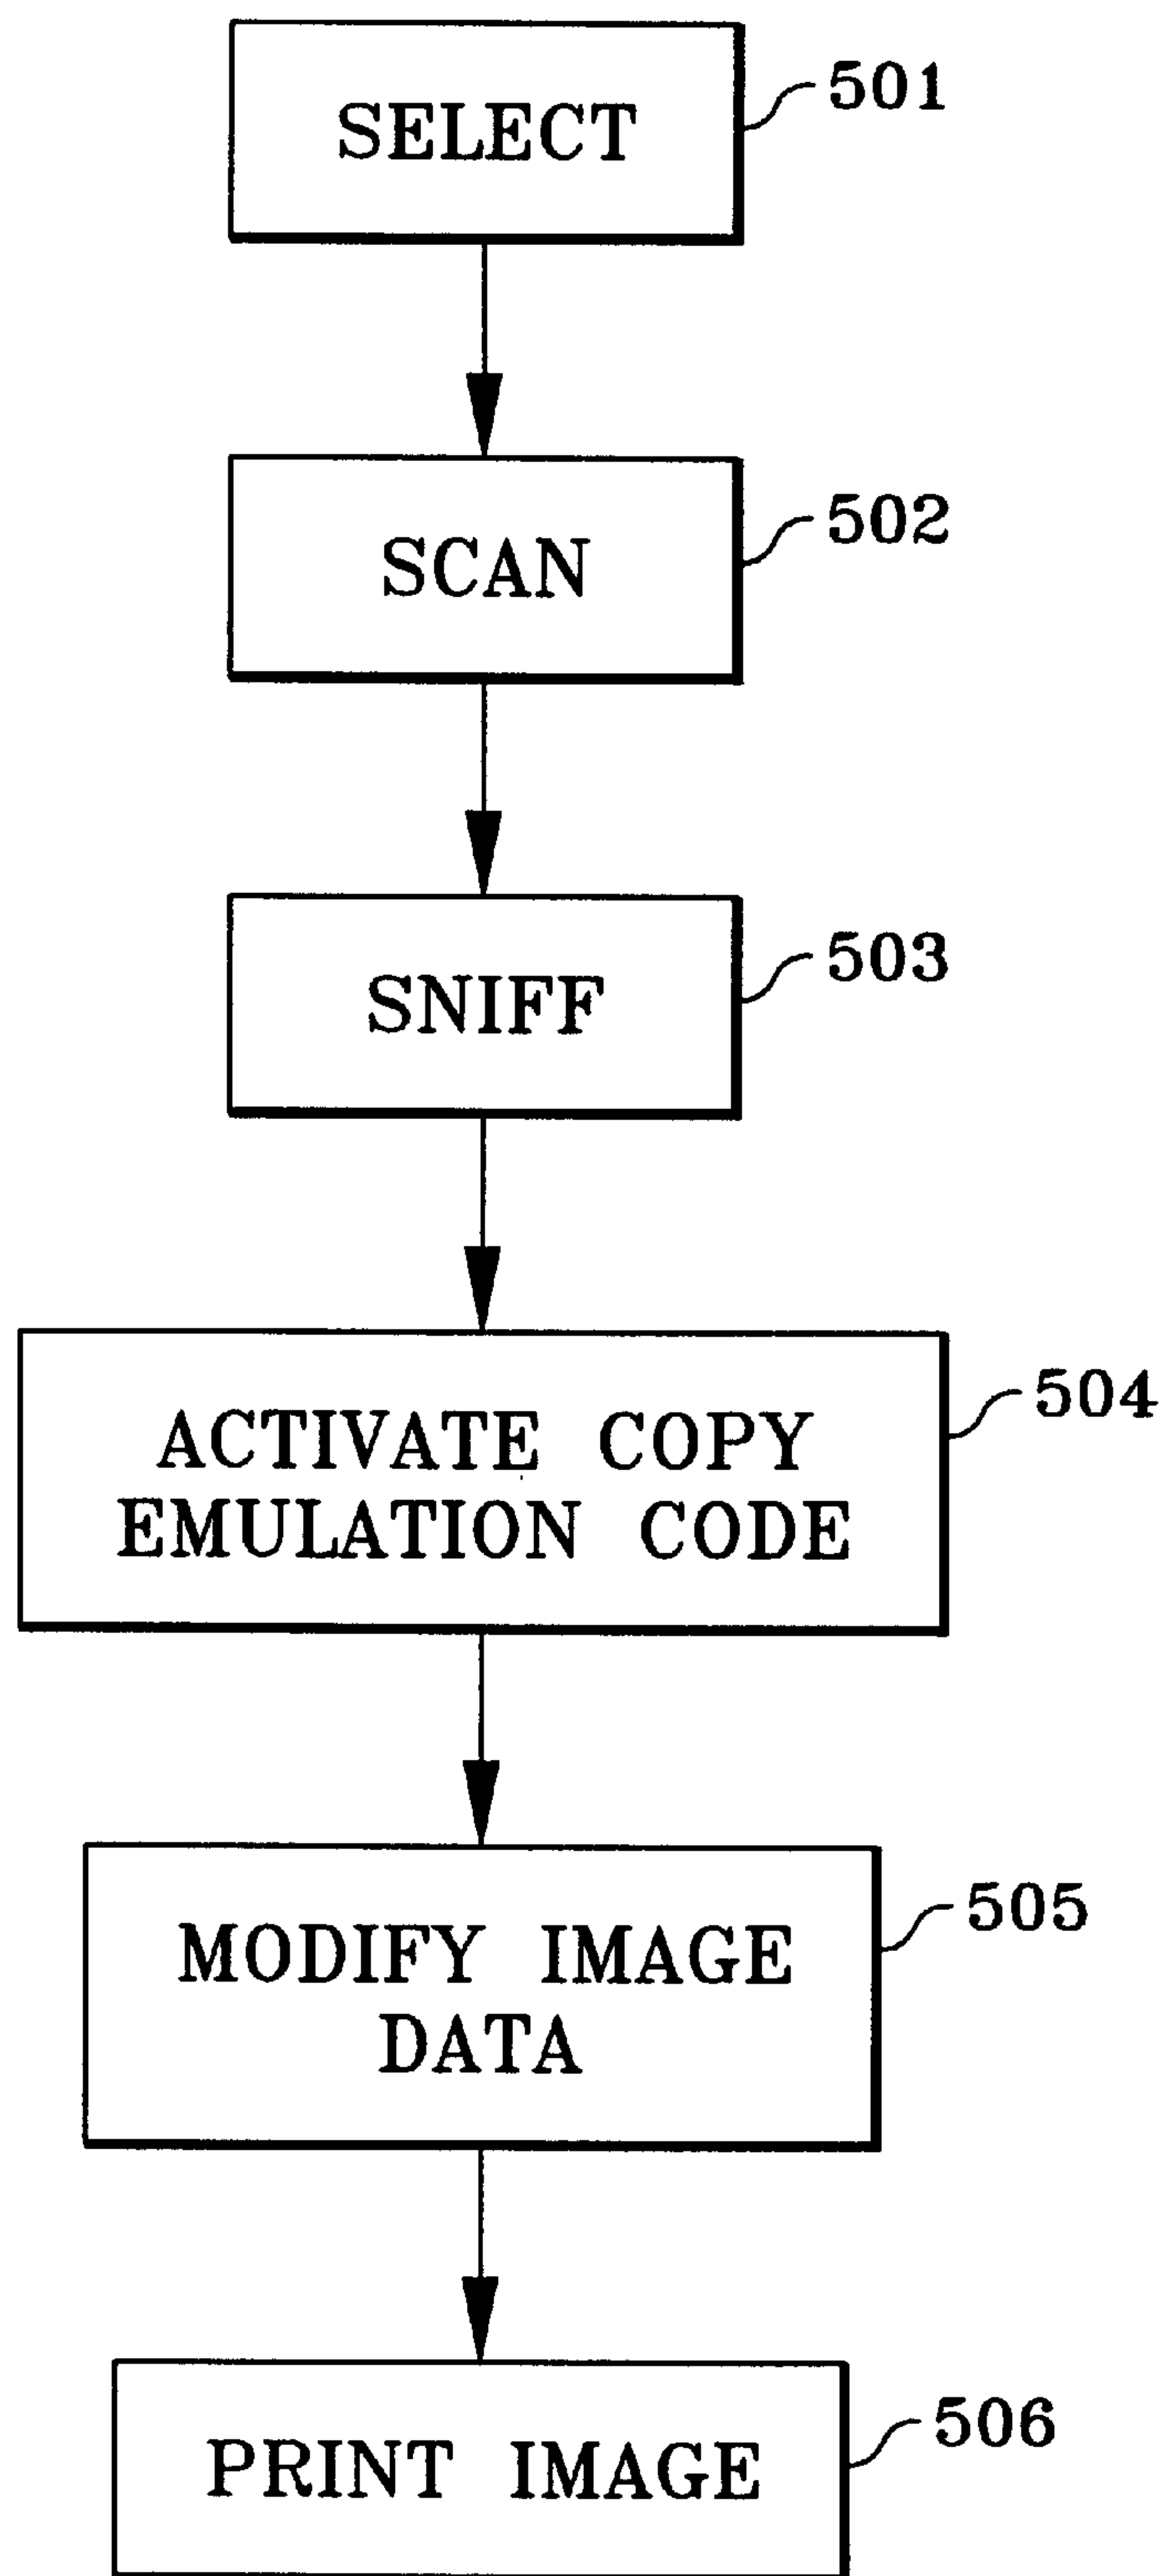 SELECT
501
SCAN
502
SNIFF
503
ACTIVATE COPY
EMULATION CODE
504
MODIFY IMAGE
DATA
505
PRINT IMAGE
506